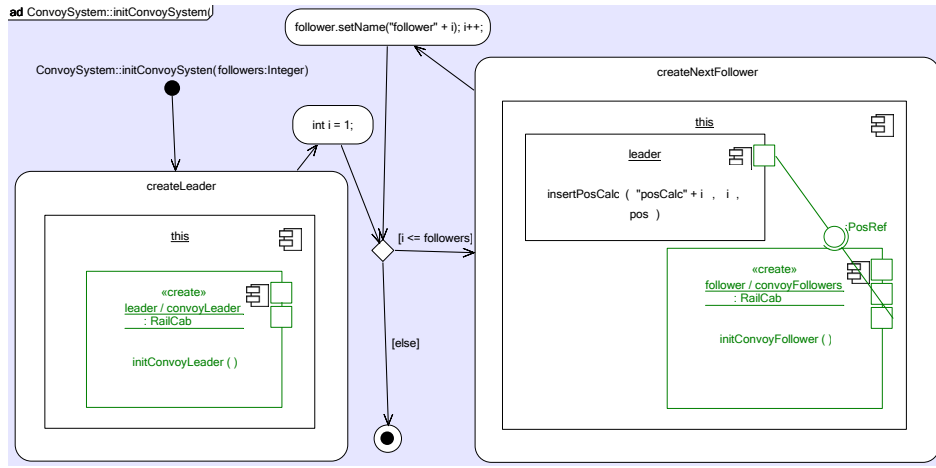 ad ConvoySystem::initConvoySystem(
follower.setName("follower" + i); i++;
ConvoySystem::initConvoySysten(followers:Integer)
int i = 1;
createLeader
this
«create»
leader / convoyLeader
: RailCab
initConvoyLeader ( )
[i <= followers]
[else]
createNextFollower
this
leader
insertPosCalc ( "posCalc" + i , i ,
pos )
:PosRef
«create»
follower / convoyFollowers
: RailCab
initConvoyFollower ( )